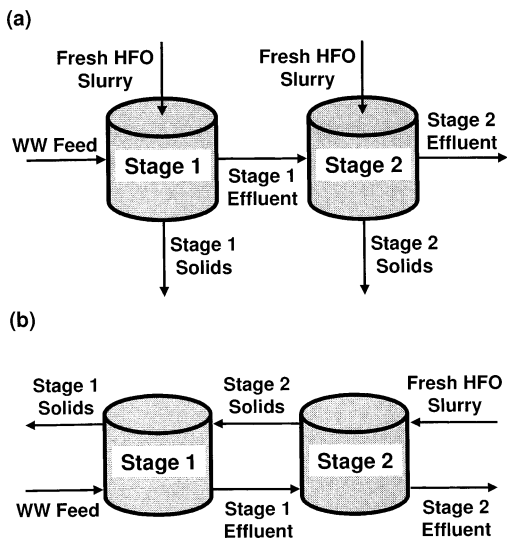 (a)
Fresh HFO
Slurry
Fresh HFO
Slurry
WW Feed
Stage 1
Stage 1
Effluent
Stage 2
Stage 2
Effluent
Stage 1
Solids
Stage 2
Solids
(b)
Stage 1
Solids
Stage 2
Solids
Fresh HFO
Slurry
Stage 1
Stage 2
WW Feed
Stage 1
Effluent
Stage 2
Effluent